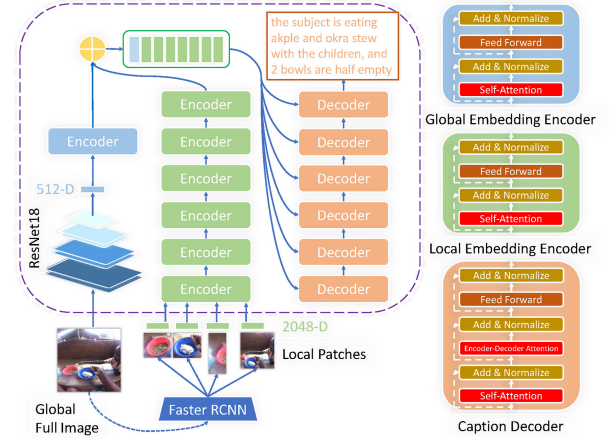 the subject is eating
akple and okra stew
with the children, and
2 bowls are half empty
Encoder
Decoder
Encoder
Encoder
Decoder
Encoder
Decoder
512-D
Encoder
Decoder
ResNet18
Encoder
Decoder
Encoder
Decoder
2048-D
Local Patches
Global
Full Image
Faster RCNN
Add & Normalize
Feed Forward
Add & Normalize
Self-Attention
Global Embedding Encoder
Add & Normalize
Feed Forward
Add & Normalize
Self-Attention
Local Embedding Encoder
Add & Normalize
Feed Forward
Add & Normalize
Encoder-Decoder Attention
Add & Normalize
Self-Attention
Caption Decoder